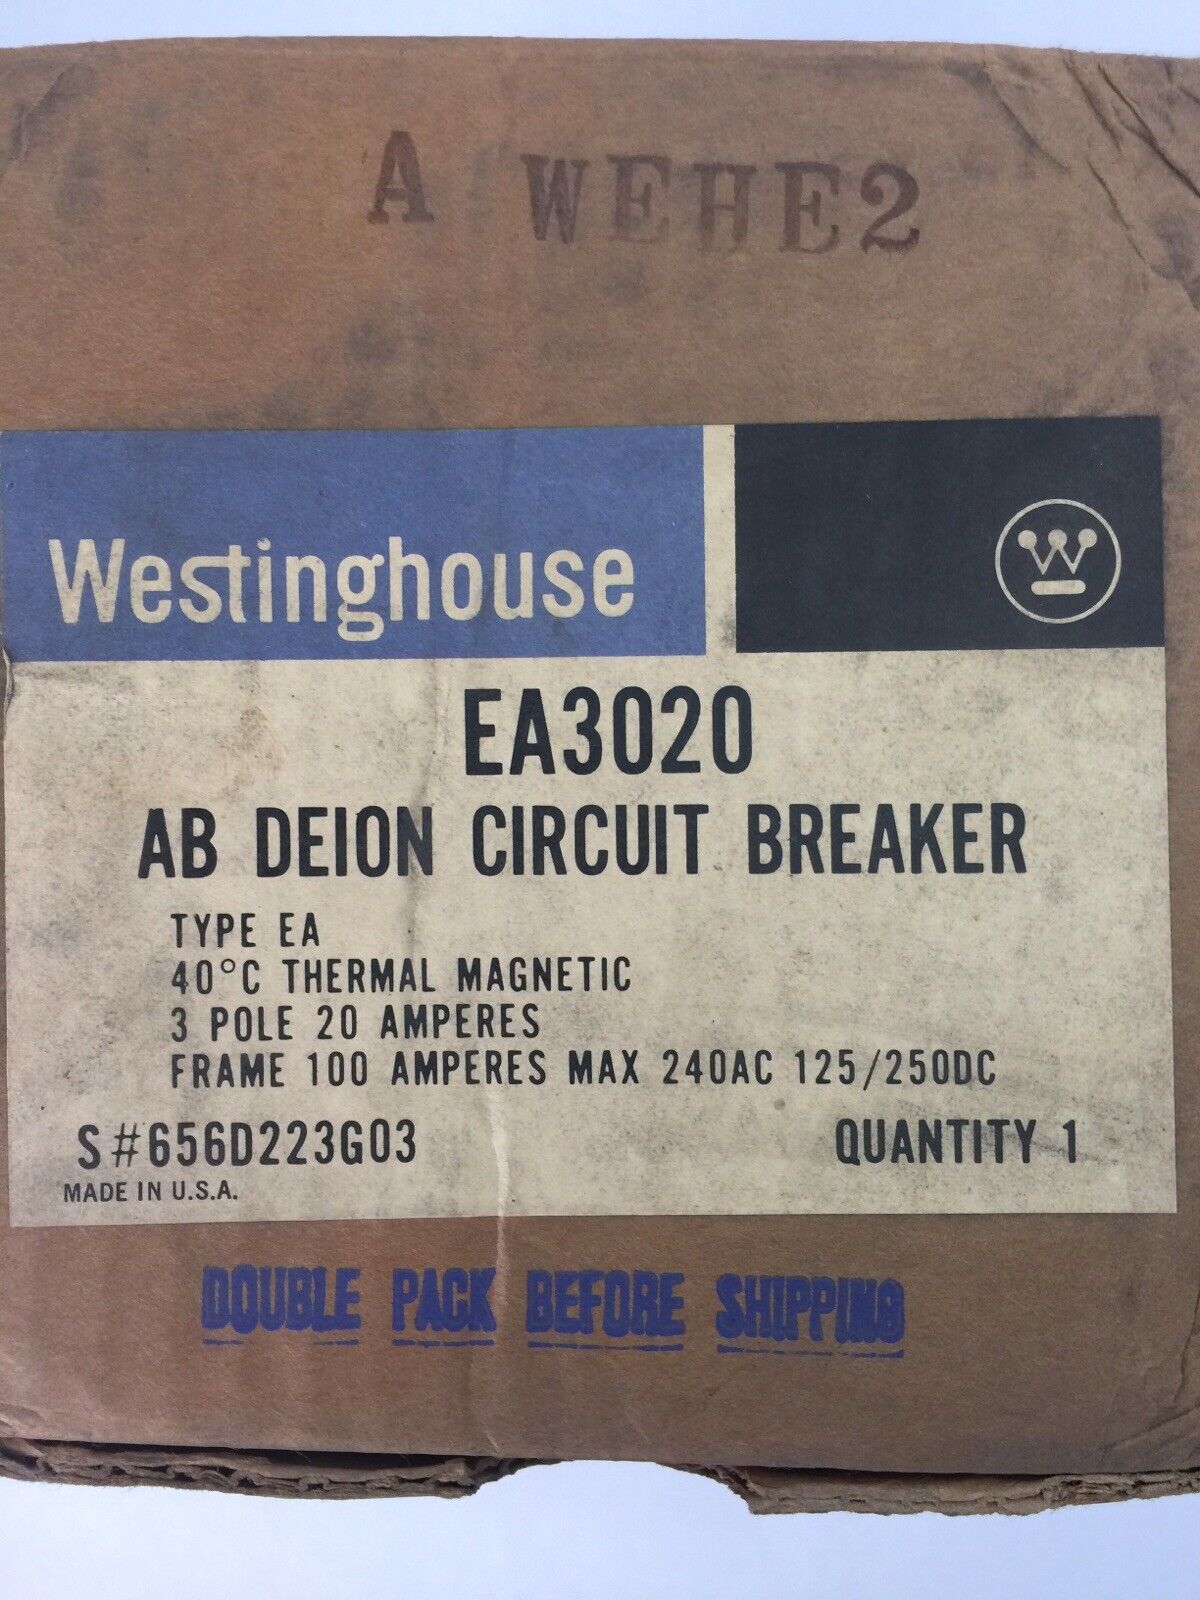 A WEHE2
Westinghouse
EA3020
AB DEION CIRCUIT BREAKER
TYPE EA
40°C THERMAL MAGNETIC
3 POLE 20 AMPERES
FRAME 100 AMPERES MAX 240AC 125/250DC
S#656D223G03 QUANTITY 1
MADE IN U.S.A.
DOUBLE PACK BEFORE SHIPPING